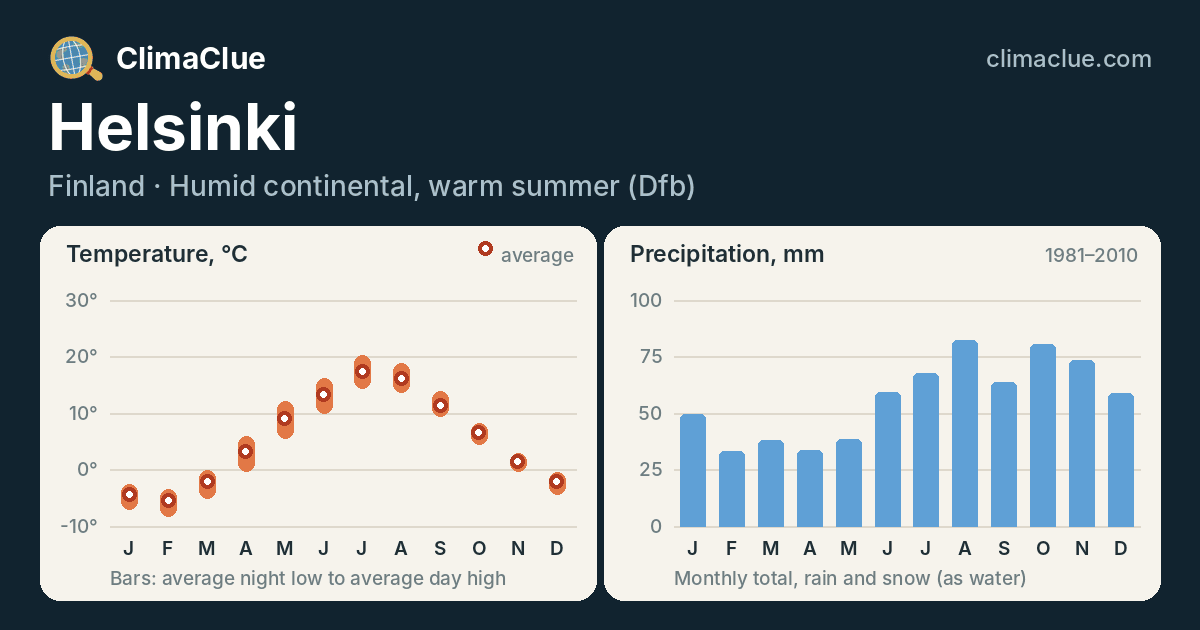 ClimaClue
climaclue.com
Helsinki
Finland · Humid continental, warm summer (Dfb)
Temperature, °C
average
30°
20°
10°
0°
-10°
J F M A M J J A S O N D
Bars: average night low to average day high
Precipitation, mm
1981–2010
100
75
50
25
0
J F M A M J J A S O N D
Monthly total, rain and snow (as water)